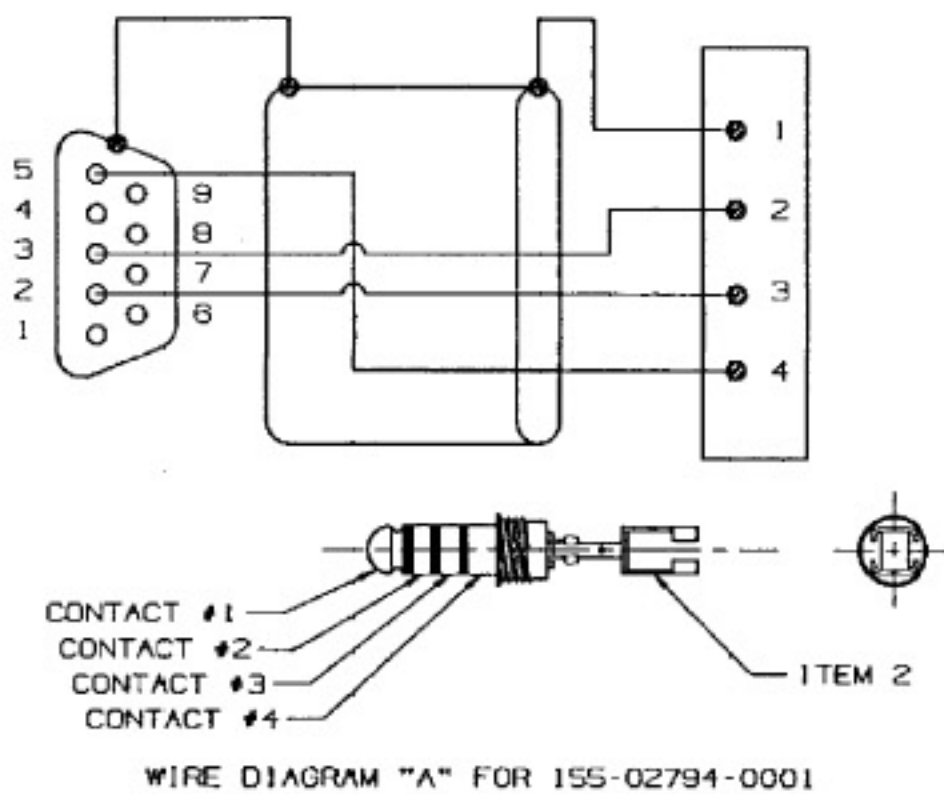 1
5
9
4
2
8
3
7
2
3
6
1
4
CONTACT #1
CONTACT #2
CONTACT #3
ITEM 2
CONTACT #4
WIRE DIAGRAM "A" FOR 155-02794-0001